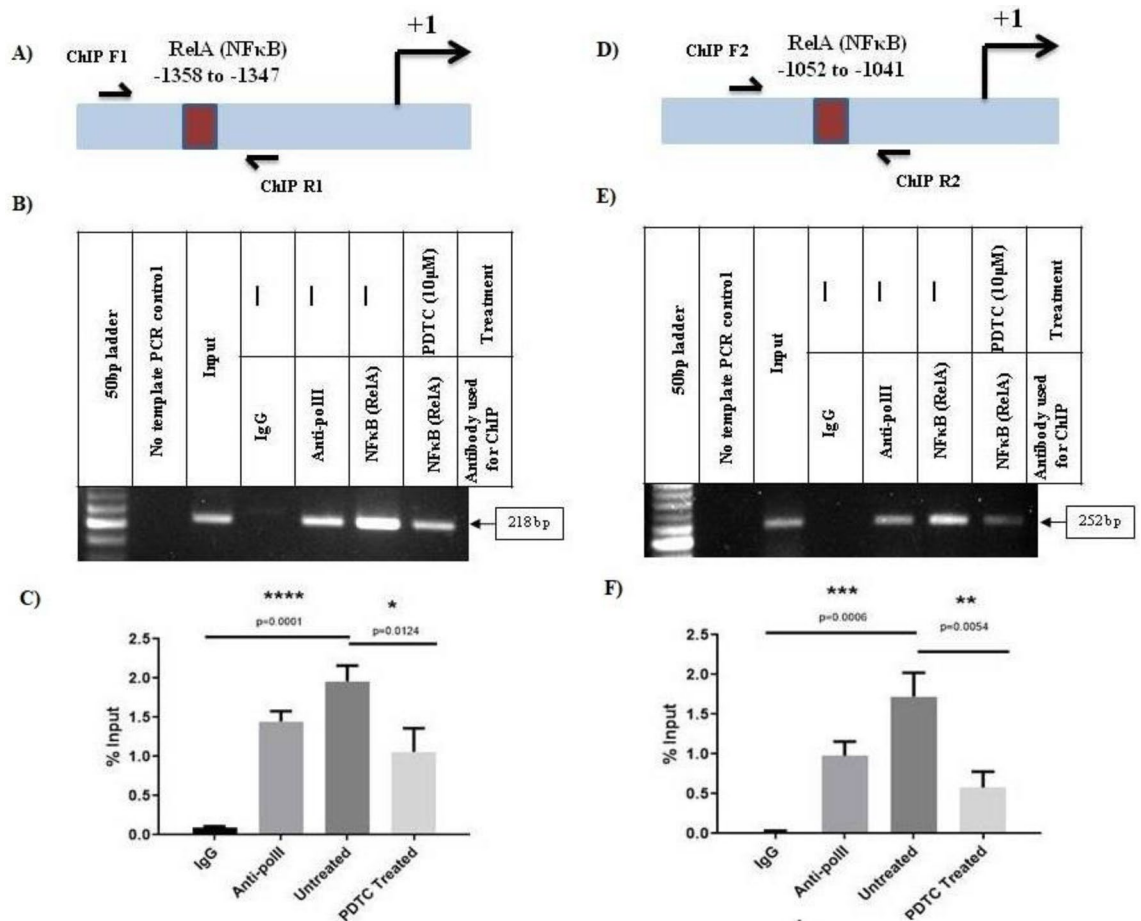 A)
ChIP F1
RelA (NFκB)
-1358 to -1347
+1
ChIP R1
B)
50bp ladder
No template PCR control
Input
IgG
Anti-polII
NFκB (RelA)
PDTC (10µM)
NFκB (RelA)
Treatment
Antibody used
for ChIP
218bp
C)
****
p=0.0001
*
p=0.0124
% Input
2.5
2.0
1.5
1.0
0.5
0.0
IgG
Anti-polII
Untreated
PDTC Treated
D)
ChIP F2
RelA (NFκB)
-1052 to -1041
+1
ChIP R2
E)
50bp ladder
No template PCR control
Input
IgG
Anti-polII
NFκB (RelA)
PDTC (10µM)
NFκB (RelA)
Treatment
Antibody used
for ChIP
252bp
F)
***
p=0.0006
**
p=0.0054
% Input
2.5
2.0
1.5
1.0
0.5
0.0
IgG
Anti-polII
Untreated
PDTC Treated